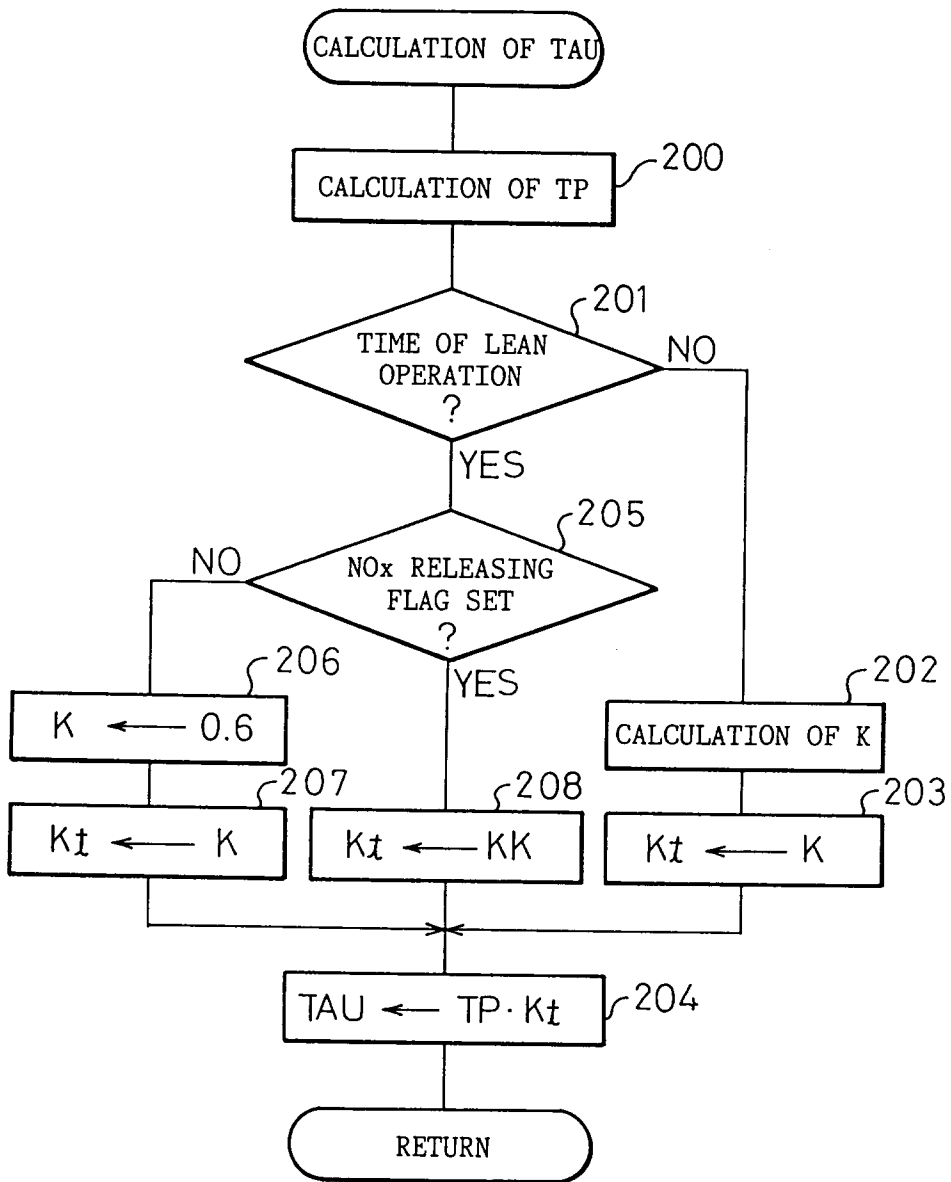 CALCULATION OF TAU
200
CALCULATION OF TP
201
TIME OF LEAN
OPERATION
?
NO
YES
205
NO
NOx RELEASING
FLAG SET
?
YES
206
K ← 0.6
202
CALCULATION OF K
207
Kt ← K
208
Kt ← KK
203
Kt ← K
TAU ← TP · Kt
204
RETURN